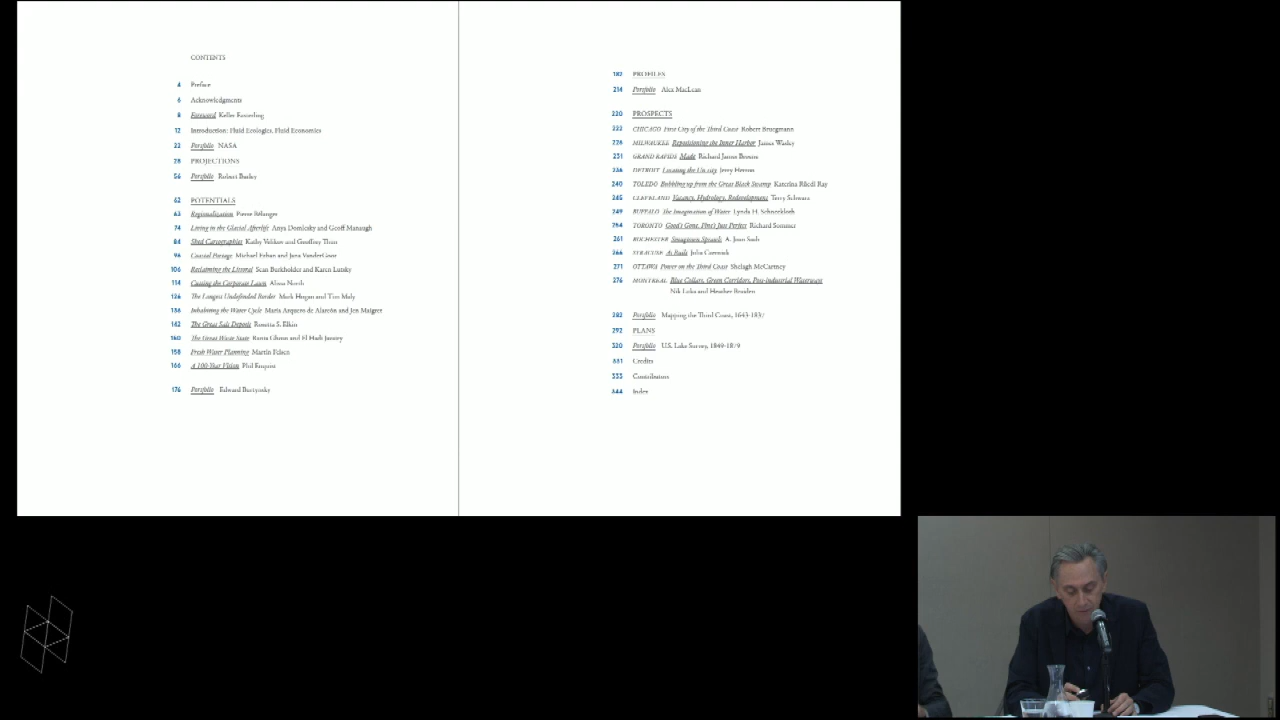 CONTENTS
4 Preface
6 Acknowledgments
8 Foreword Keller Easterling
12 Introduction: Fluid Ecologies, Fluid Economies
22 Portfolio NASA
28 PROJECTIONS
56 Portfolio Robert Burley
62 POTENTIALS
63 Regionalization Pierre Bélanger
74 Living in the Glacial Afterlife Anya Domlesky and Geoff Manaugh
84 Shed Cartographies Kathy Velikov and Geoffrey Thün
96 Coastal Portage Michael Ezban and Jana VanderGoot
106 Reclaiming the Littoral Sean Burkholder and Karen Lutsky
114 Coating the Corporate Lawn Alissa North
126 The Longest Undefended Border Mark Hogan and Tim Maly
136 Inhabiting the Water Cycle María Arquero de Alarcón and Jen Maigret
142 The Great Salt Deposit Rosetta S. Elkin
150 The Great Waste State Rania Ghosn and El Hadi Jazairy
158 Fresh Water Planning Martin Felsen
166 A 100-Year Vision Phil Enquist
176 Portfolio Edward Burtynsky
182 PROFILES
214 Portfolio Alex MacLean
220 PROSPECTS
222 CHICAGO First City of the Third Coast Robert Bruegmann
226 MILWAUKEE Repositioning the Inner Harbor James Wasley
231 GRAND RAPIDS Made Richard James Browne
236 DETROIT Locating the Un-city Jerry Herron
240 TOLEDO Bubbling up from the Great Black Swamp Katerina Rüedi Ray
245 CLEVELAND Vacancy, Hydrology, Redevelopment Terry Schwarz
249 BUFFALO The Imagination of Water Lynda H. Schneekloth
254 TORONTO Good's Gone, Fine's Just Perfect Richard Sommer
261 ROCHESTER Smugtown Sprawls A. Joan Saab
266 SYRACUSE As Built Julia Czerniak
271 OTTAWA Power on the Third Coast Shelagh McCartney
276 MONTREAL Blue Collars, Green Corridors, Post-industrial Waterways
Nik Luka and Heather Braiden
282 Portfolio Mapping the Third Coast, 1643-1837
292 PLANS
320 Portfolio U.S. Lake Survey, 1849-1879
331 Credits
333 Contributors
344 Index